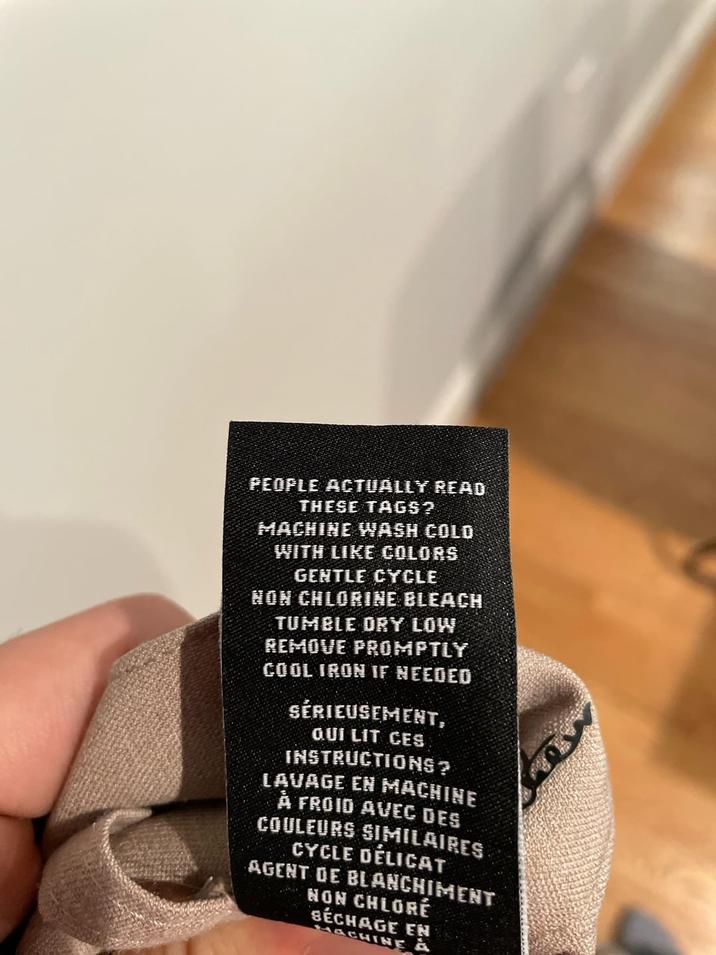 PEOPLE ACTUALLY READ
THESE TAGS?
MACHINE WASH COLD
WITH LIKE COLORS
GENTLE CYCLE
NON CHLORINE BLEACH
TUMBLE DRY LOW
REMOVE PROMPTLY
COOL IRON IF NEEDED
SÉRIEUSEMENT,
QUI LIT CES
INSTRUCTIONS?
LAVAGE EN MACHINE
À FROID AVEC DES
COULEURS SIMILAIRES
CYCLE DÉLICAT
AGENT DE BLANCHIMENT
NON CHLORÉ
SÉCHAGE EN
MACHINE À